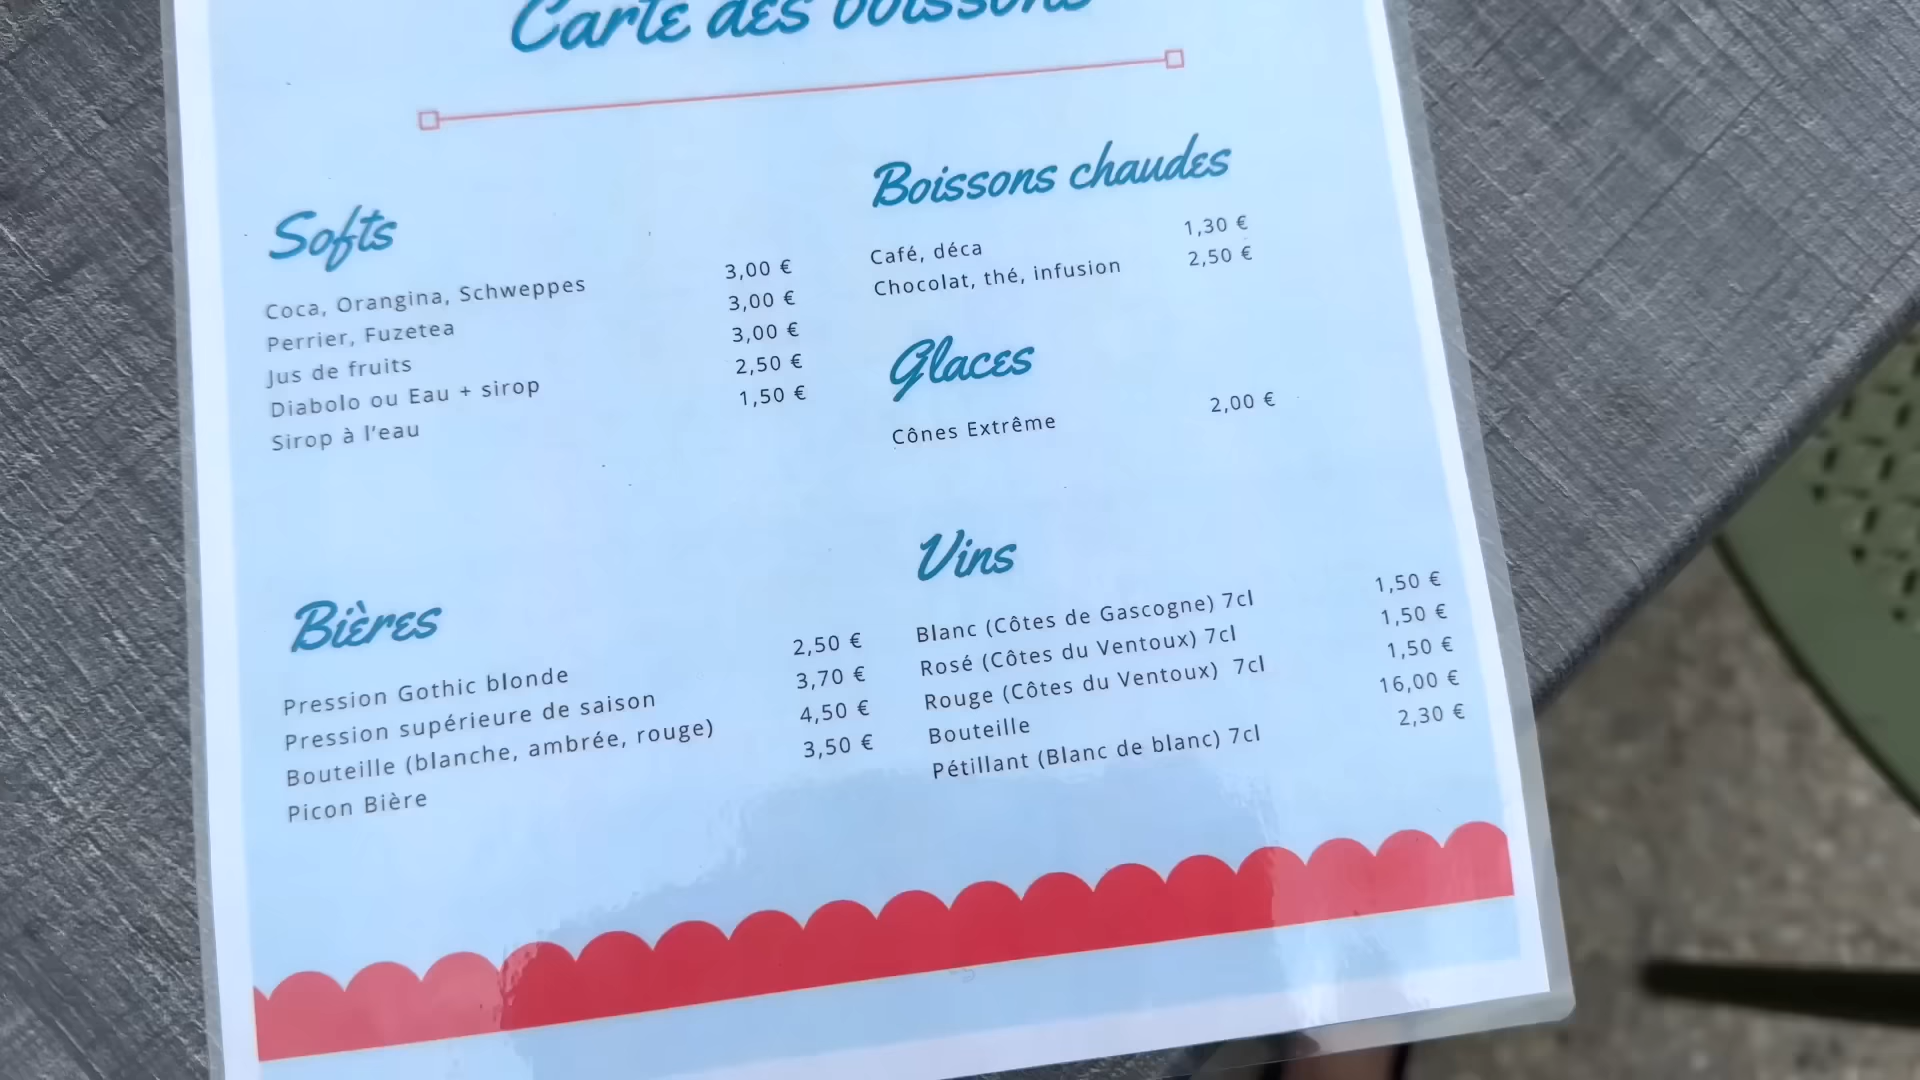 Carte des boissons
Softs
Coca, Orangina, Schweppes 3,00 €
Perrier, Fuzetea 3,00 €
Jus de fruits 3,00 €
Diabolo ou Eau + sirop 2,50 €
Sirop à l'eau 1,50 €
Boissons chaudes
Café, déca 1,30 €
Chocolat, thé, infusion 2,50 €
Glaces
Cônes Extrême 2,00 €
Bières
Pression Gothic blonde 2,50 €
Pression supérieure de saison 3,70 €
Bouteille (blanche, ambrée, rouge) 4,50 €
Picon Bière 3,50 €
Vins
Blanc (Côtes de Gascogne) 7cl 1,50 €
Rosé (Côtes du Ventoux) 7cl 1,50 €
Rouge (Côtes du Ventoux) 7cl 1,50 €
Bouteille 16,00 €
Pétillant (Blanc de blanc) 7cl 2,30 €